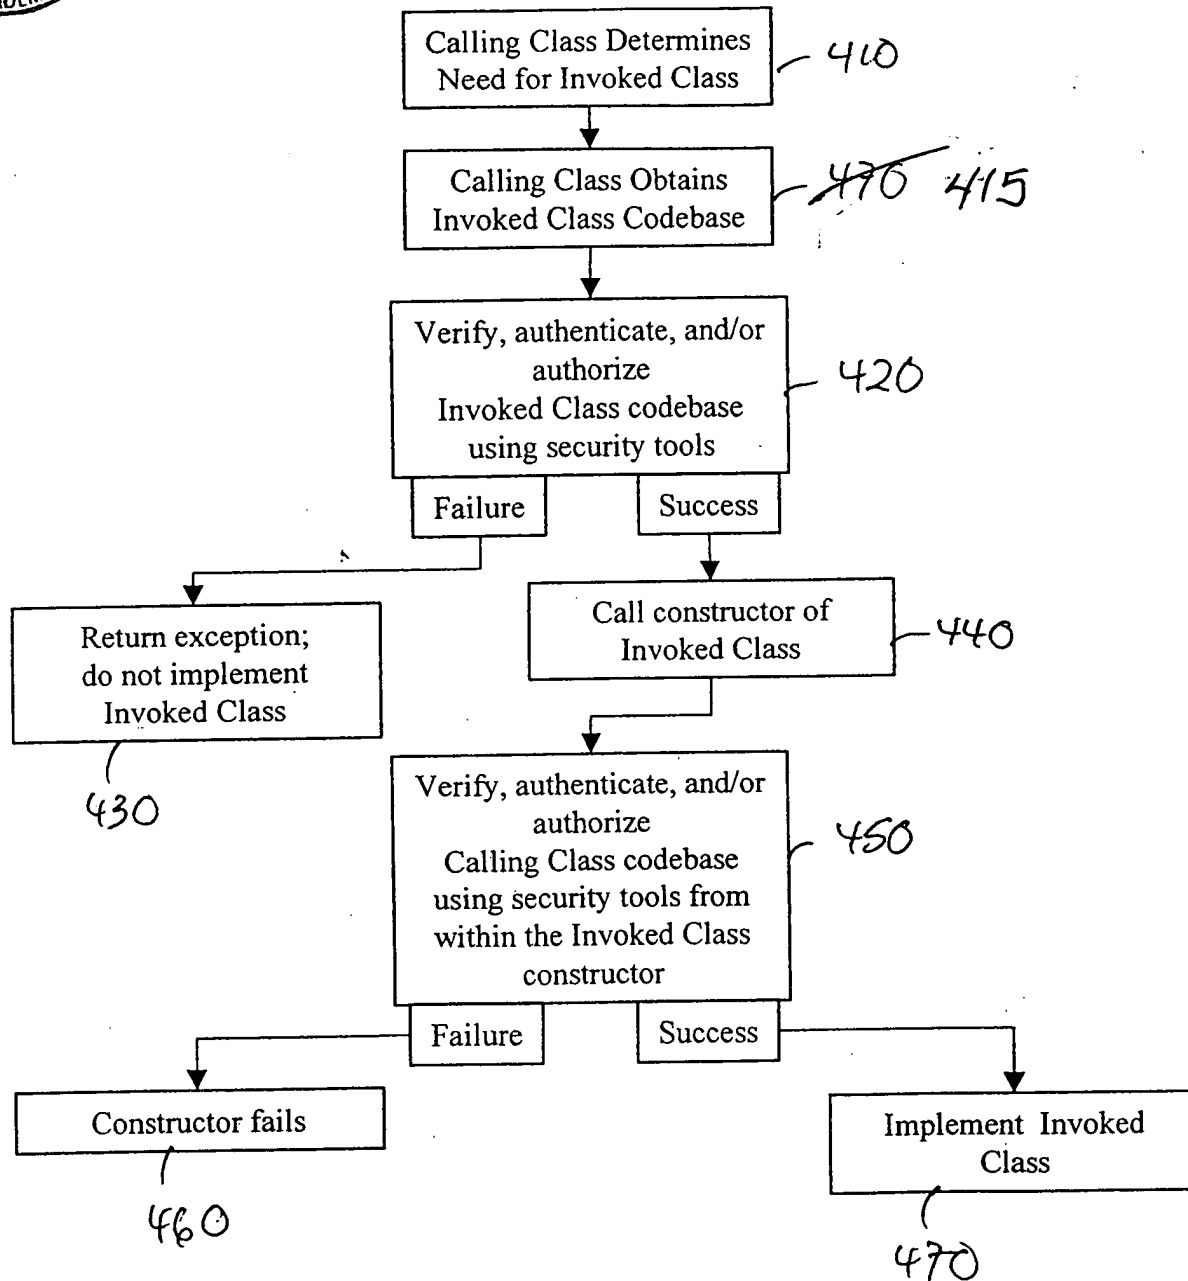 Calling Class Determines
Need for Invoked Class
410
Calling Class Obtains
Invoked Class Codebase
470 415
Verify, authenticate, and/or
authorize
Invoked Class codebase
using security tools
420
Failure
Success
Return exception;
do not implement
Invoked Class
430
Call constructor of
Invoked Class
440
Verify, authenticate, and/or
authorize
Calling Class codebase
using security tools from
within the Invoked Class
constructor
450
Failure
Success
Constructor fails
460
Implement Invoked
Class
470